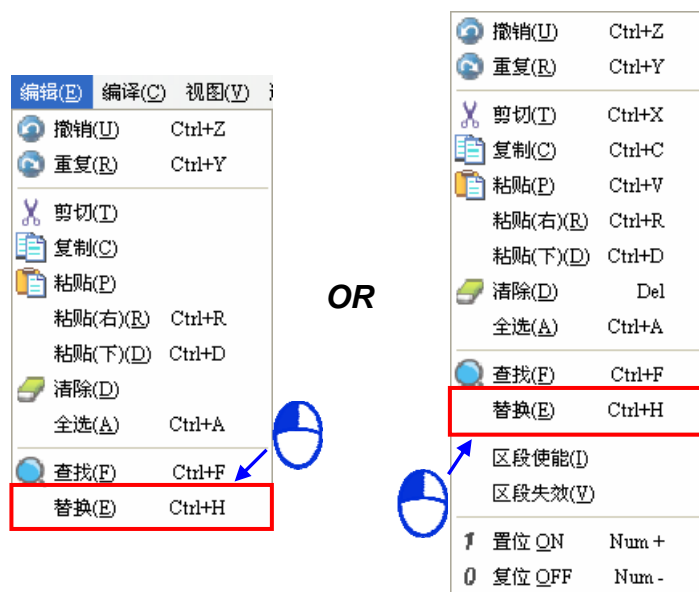 编辑(E) 编译(C) 视图(V)
撤销(U) Ctrl+Z
重复(R) Ctrl+Y
剪切(T)
复制(C)
粘贴(P)
粘贴(右)(R) Ctrl+R
粘贴(下)(D) Ctrl+D
清除(D)
全选(A) Ctrl+A
查找(F) Ctrl+F
替换(E) Ctrl+H
OR
撤销(U) Ctrl+Z
重复(R) Ctrl+Y
剪切(T) Ctrl+X
复制(C) Ctrl+C
粘贴(P) Ctrl+V
粘贴(右)(R) Ctrl+R
粘贴(下)(D) Ctrl+D
清除(D) Del
全选(A) Ctrl+A
查找(F) Ctrl+F
替换(E) Ctrl+H
区段使能(I)
区段失效(V)
1 置位 ON Num +
0 复位 OFF Num -